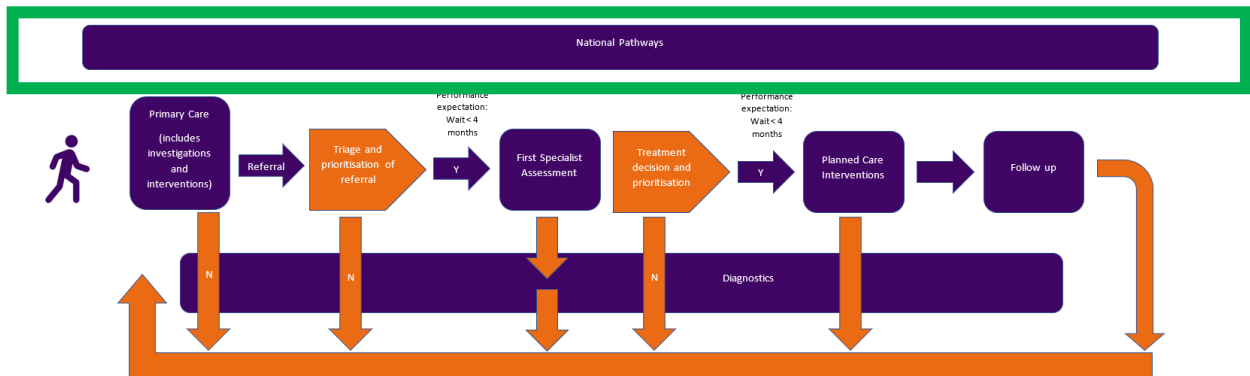 National Pathways
Primary Care
(includes
investigations
and
interventions)
Referral
Triage and
prioritisation of
referral
Performance
expectation:
Wait< 4
months
Y
First Specialist
Assessment
Treatment
decision and
prioritisation
Performance
expectation:
Wait< 4
months
Y
Planned Care
Interventions
Follow up
N
N
Diagnostics
N